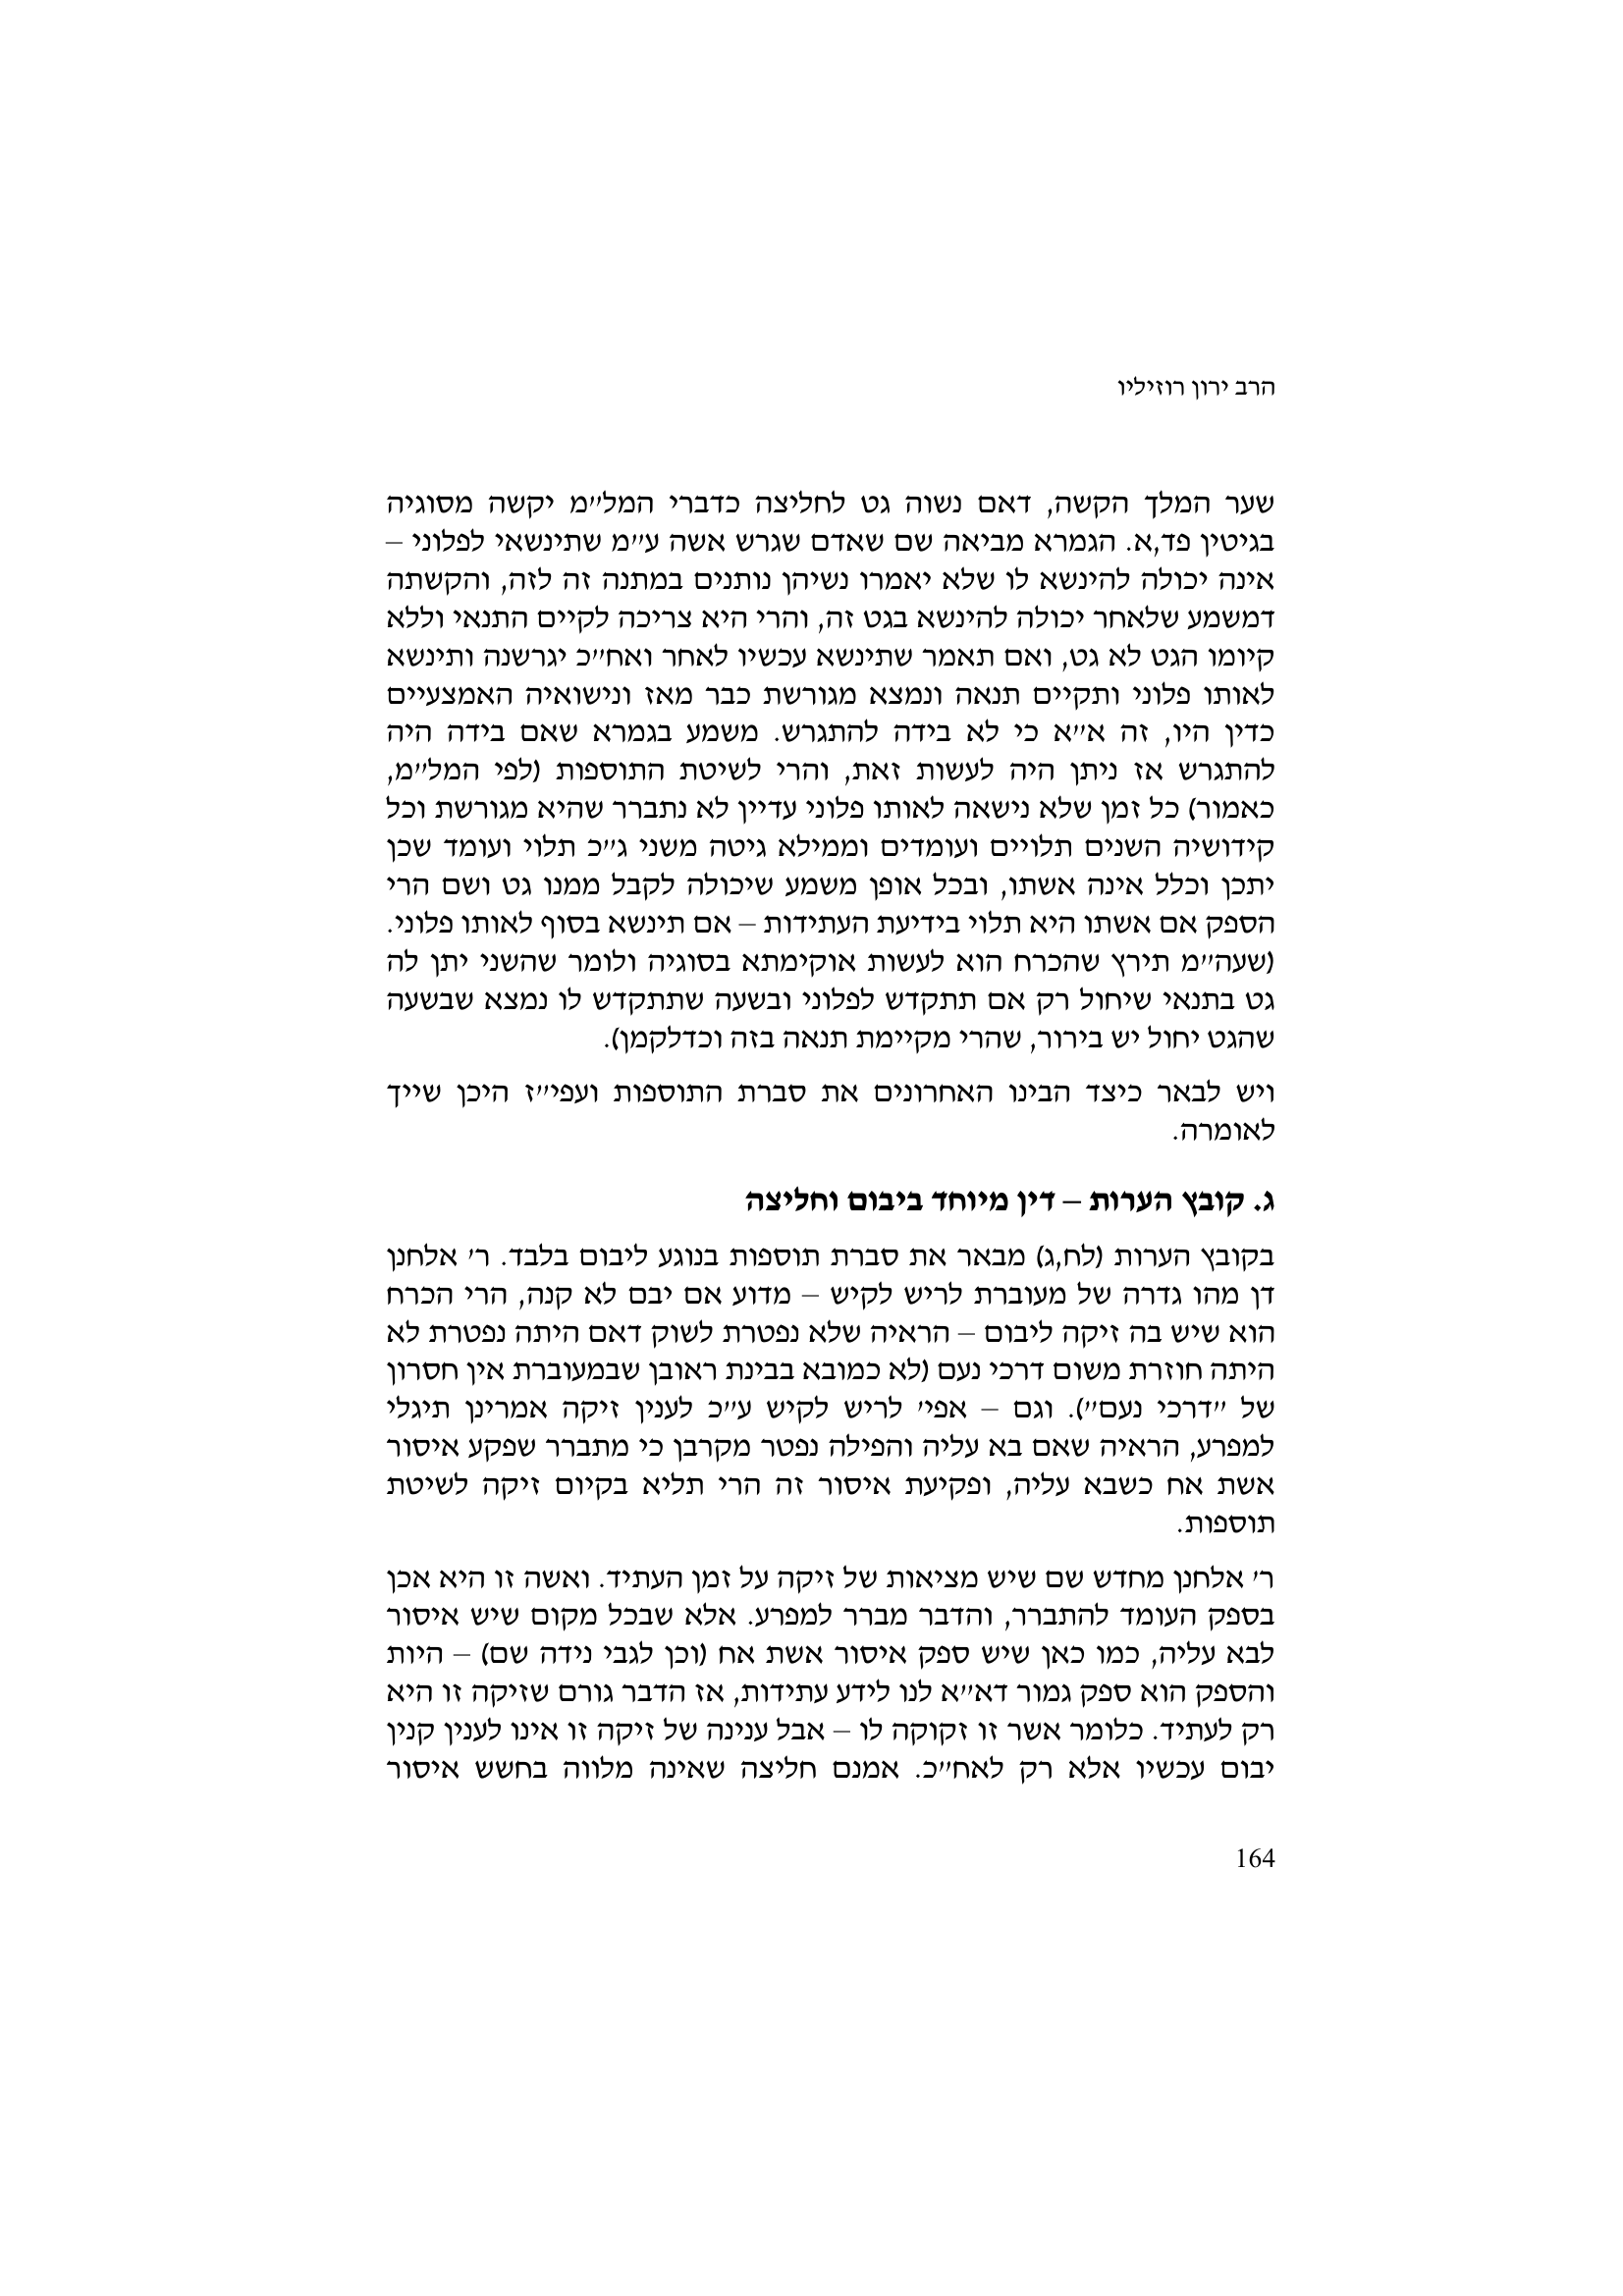 הרב ירון רוזיליו
שער המלך הקשה, דאם נשוה גט לחליצה כדברי המל״מ יקשה מסוגיה
בגיטין פד,א. הגמרא מביאה שם שאדם שגרש אשה ע״מ שתינשאי לפלוני –
אינה יכולה להינשא לו שלא יאמרו נשיהן נותנים במתנה זה לזה, והקשתה
דמשמע שלאחר יכולה להינשא בגט זה, והרי היא צריכה לקיים התנאי וללא
קיומו הגט לא גט, ואם תאמר שתינשא עכשיו לאחר ואח״כ יגרשנה ותינשא
לאותו פלוני ותקיים תנאה ונמצא מגורשת כבר מאז ונישואיה האמצעיים
כדין היו, זה א״א כי לא בידה להתגרש. משמע בגמרא שאם בידה היה
להתגרש אז ניתן היה לעשות זאת, והרי לשיטת התוספות (לפי המל״מ,
כאמור) כל זמן שלא נישאה לאותו פלוני עדיין לא נתברר שהיא מגורשת וכל
קידושיה השנים תלויים ועומדים וממילא גיטה משני ג״כ תלוי ועומד שכן
יתכן וכלל אינה אשתו, ובכל אופן משמע שיכולה לקבל ממנו גט ושם הרי
הספק אם אשתו היא תלוי בידיעת העתידות – אם תינשא בסוף לאותו פלוני.
(שעה״מ תירץ שהכרח הוא לעשות אוקימתא בסוגיה ולומר שהשני יתן לה
גט בתנאי שיחול רק אם תתקדש לפלוני ובשעה שתתקדש לו נמצא שבשעה
שהגט יחול יש בירור, שהרי מקיימת תנאה בזה וכדלקמן).
ויש לבאר כיצד הבינו האחרונים את סברת התוספות ועפי״ז היכן שייך
לאומרה.
ג. קובץ הערות – דין מיוחד ביבום וחליצה
בקובץ הערות (לח,ג) מבאר את סברת תוספות בנוגע ליבום בלבד. ר׳ אלחנן
דן מהו גדרה של מעוברת לריש לקיש – מדוע אם יבם לא קנה, הרי הכרח
הוא שיש בה זיקה ליבום – הראיה שלא נפטרת לשוק דאם היתה נפטרת לא
היתה חוזרת משום דרכי נעם (לא כמובא בבינת ראובן שבמעוברת אין חסרון
של ״דרכי נעם״). וגם – אפי׳ לריש לקיש ע״כ לענין זיקה אמרינן תיגלי
למפרע, הראיה שאם בא עליה והפילה נפטר מקרבן כי מתברר שפקע איסור
אשת אח כשבא עליה, ופקיעת איסור זה הרי תליא בקיום זיקה לשיטת
תוספות.
ר׳ אלחנן מחדש שם שיש מציאות של זיקה על זמן העתיד. ואשה זו היא אכן
בספק העומד להתברר, והדבר מברר למפרע. אלא שבכל מקום שיש איסור
לבא עליה, כמו כאן שיש ספק איסור אשת אח (וכן לגבי נידה שם) – היות
והספק הוא ספק גמור דא״א לנו לידע עתידות, אז הדבר גורם שזיקה זו היא
רק לעתיד. כלומר אשר זו זקוקה לו – אבל ענינה של זיקה זו אינו לענין קנין
יבום עכשיו אלא רק לאח״כ. אמנם חליצה שאינה מלווה בחשש איסור
164